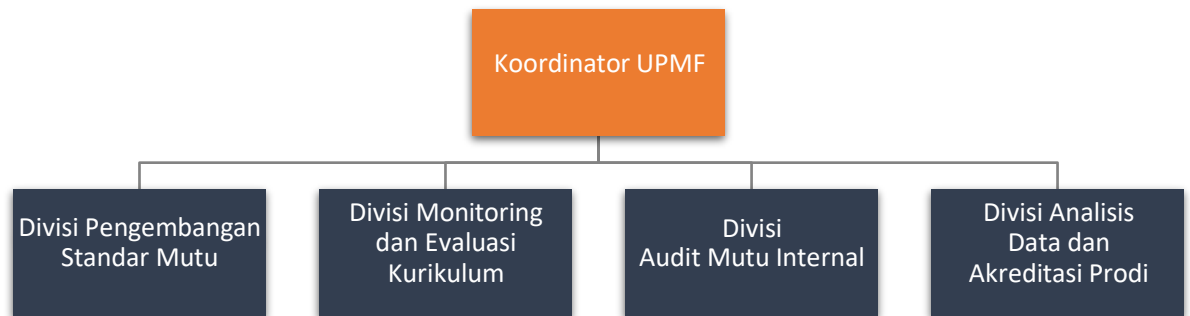 Koordinator UPMF
Divisi Pengembangan
Standar Mutu
Divisi Monitoring
dan Evaluasi
Kurikulum
Divisi
Audit Mutu Internal
Divisi Analisis
Data dan
Akreditasi Prodi